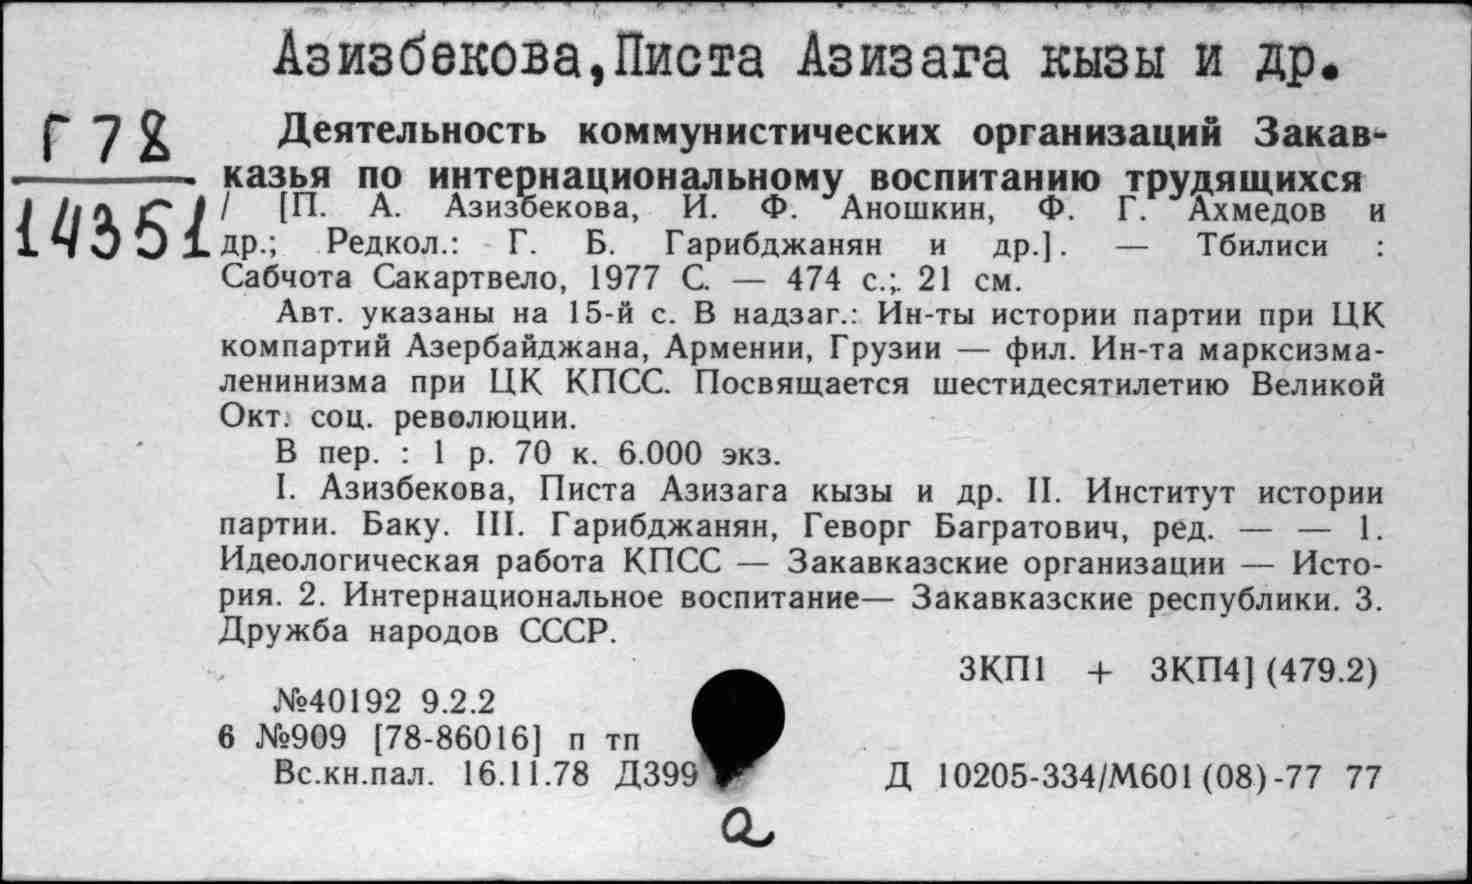 Азизбекова,Писта Азизага кызы и др.
Г 78
14351
Деятельность коммунистических организаций Закав-
казья по интернациональному воспитанию трудящихся
/ [П. А. Азизбекова, И. Ф. Аношкин, Ф. Г. Ахмедов и
др.; Редкол.: Г. Б. Гарибджанян и др.]. — Тбилиси :
Сабчота Сакартвело, 1977 С. — 474 с.;. 21 см.
Авт. указаны на 15-й с. В надзаг.: Ин-ты истории партии при ЦК
компартий Азербайджана, Армении, Грузии — фил. Ин-та марксизма-
ленинизма при ЦК КПСС. Посвящается шестидесятилетию Великой
Окт. соц. революции.
В пер. : 1 р. 70 к. 6.000 экз.
I. Азизбекова, Писта Азизага кызы и др. II. Институт истории
партии. Баку. III. Гарибджанян, Геворг Багратович, ред. — — 1.
Идеологическая работа КПСС — Закавказские организации — Исто-
рия. 2. Интернациональное воспитание— Закавказские республики. 3.
Дружба народов СССР.
3КП1 + 3КП4] (479.2)
№40192 9.2.2
6 №909 [78-86016] п тп
Вс.кн.пал. 16.11.78 Д399
Д 10205-334/М601 (08)-77 77
а